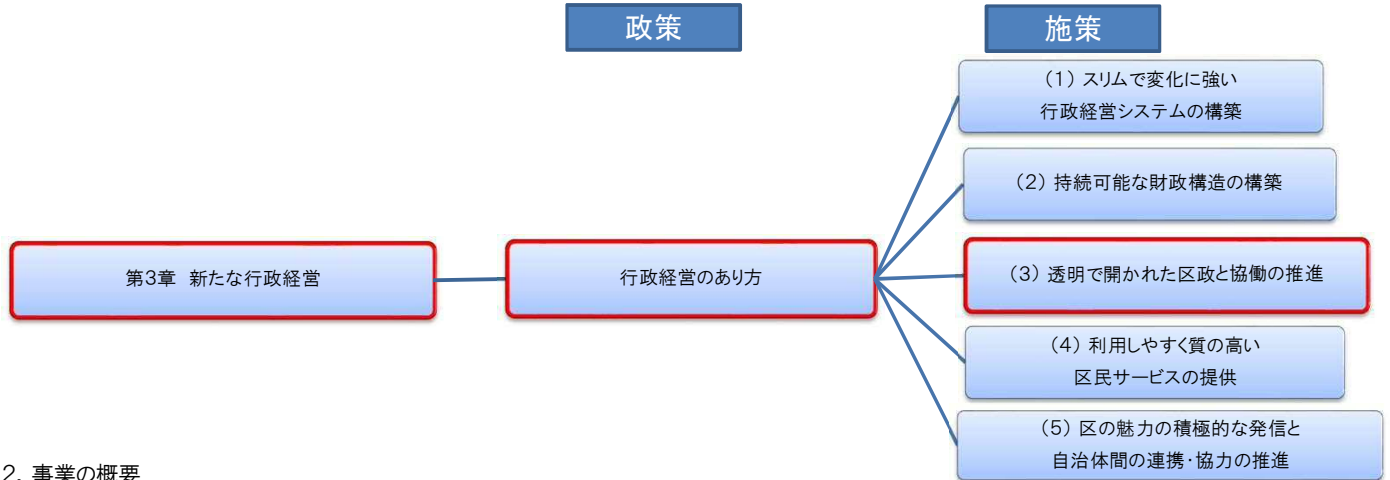 政策
施策
(1) スリムで変化に強い
行政経営システムの構築
(2) 持続可能な財政構造の構築
第3章 新たな行政経営
行政経営のあり方
(3) 透明で開かれた区政と協働の推進
(4) 利用しやすく質の高い
区民サービスの提供
(5) 区の魅力の積極的な発信と
自治体間の連携・協力の推進
2. 事業の概要